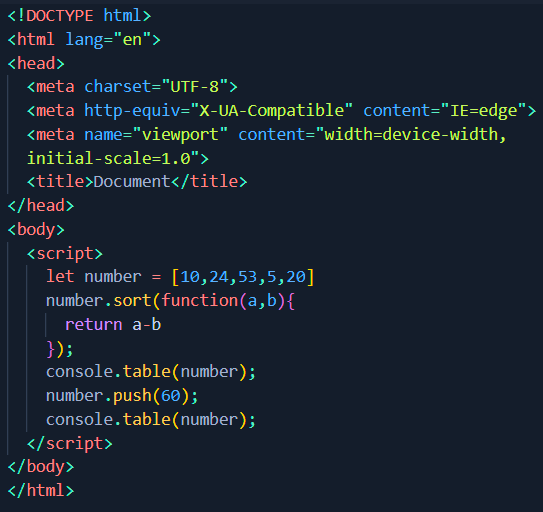 <!DOCTYPE html>
<html lang="en">
<head>
  <meta charset="UTF-8">
  <meta http-equiv="X-UA-Compatible" content="IE=edge">
  <meta name="viewport" content="width=device-width,
  initial-scale=1.0">
  <title>Document</title>
</head>
<body>
  <script>
    let number = [10,24,53,5,20]
    number.sort(function(a,b){
      return a-b
    });
    console.table(number);
    number.push(60);
    console.table(number);
  </script>
</body>
</html>